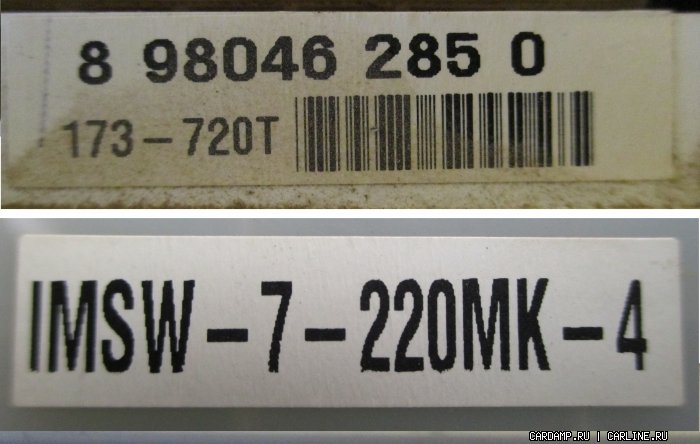 8 98046 285 0
173-720T
IMSW-7-220MK-4
CARDAMP.RU | CARLINE.RU